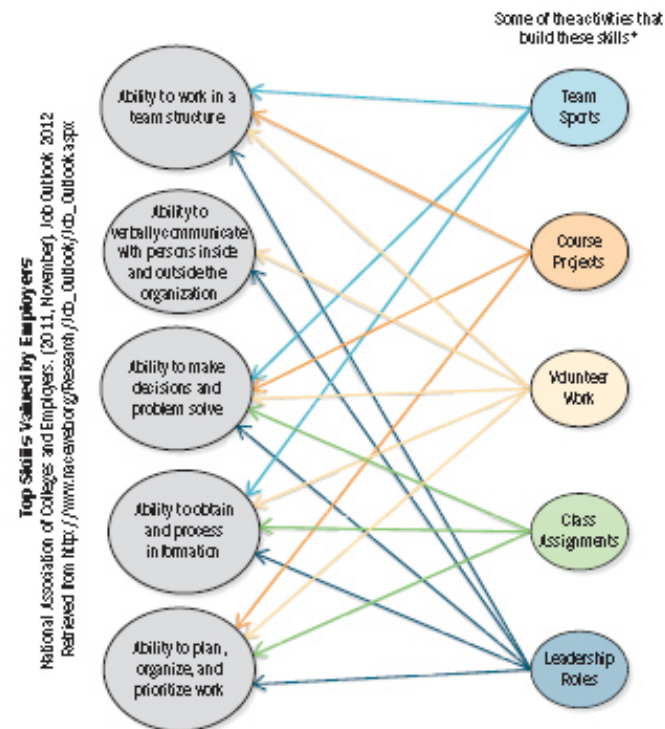 Some of the activities that
build these skills*
Ability to work in a
team structure
Team
Sports
Ability to
verbally communicate
with persons inside
and outside the
organization
Course
Projects
Ability to make
decisions and
problem solve
Volunteer
Work
Ability to obtain
and process
information
Class
Assignments
Ability to plan,
organize, and
prioritize work
Leadership
Roles
Top Skills Valued by Employers
National Association of Colleges and Employers. (2011, November). Job Outlook 2012
Retrieved from http://www.naceweb.org/Research/Job_Outlook/Job_Outlook.aspx